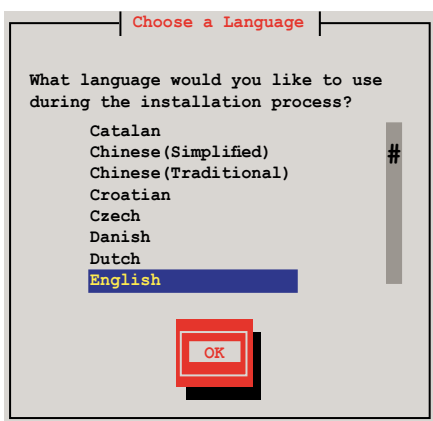 Choose a Language
What language would you like to use
during the installation process?
Catalan
Chinese(Simplified)
Chinese(Traditional)
#
Croatian
Czech
Danish
Dutch
English
OK